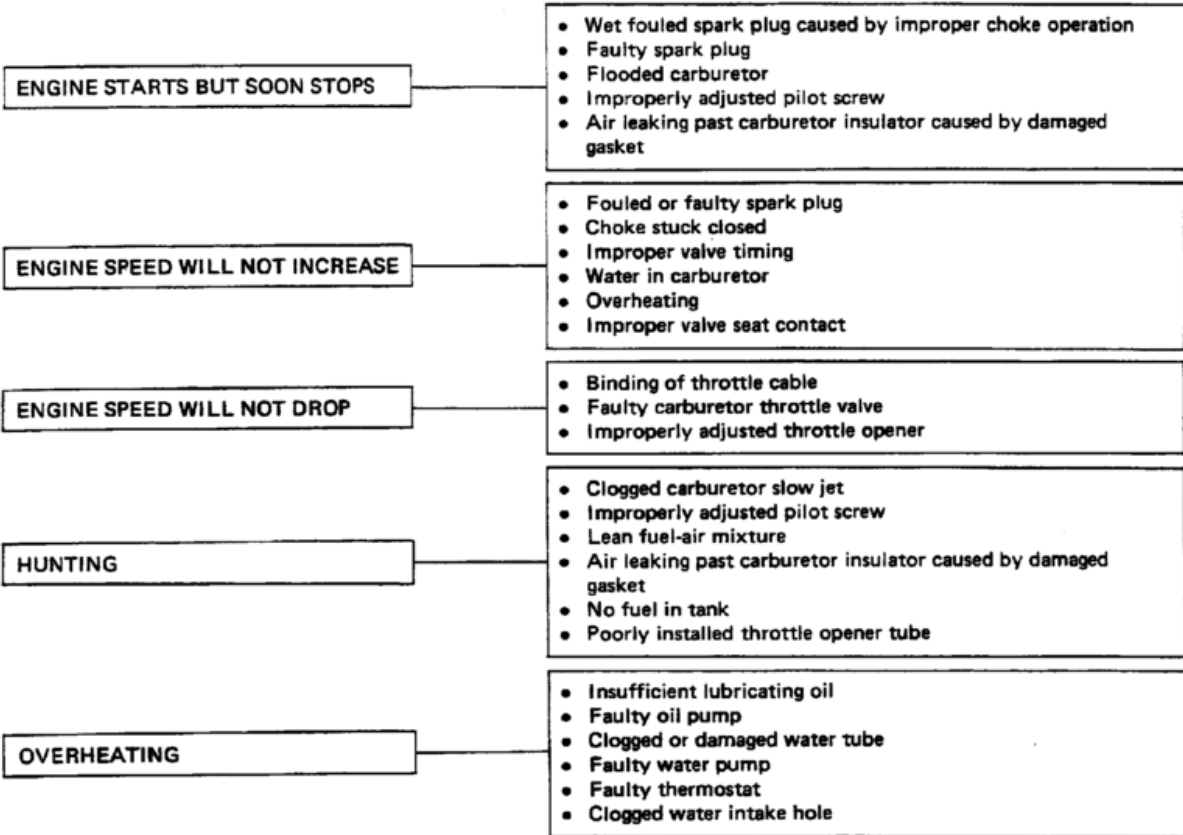 ENGINE STARTS BUT SOON STOPS
• Wet fouled spark plug caused by improper choke operation
• Faulty spark plug
• Flooded carburetor
• Improperly adjusted pilot screw
• Air leaking past carburetor insulator caused by damaged
gasket
ENGINE SPEED WILL NOT INCREASE
• Fouled or faulty spark plug
• Choke stuck closed
• Improper valve timing
• Water in carburetor
• Overheating
• Improper valve seat contact
ENGINE SPEED WILL NOT DROP
• Binding of throttle cable
• Faulty carburetor throttle valve
• Improperly adjusted throttle opener
HUNTING
• Clogged carburetor slow jet
• Improperly adjusted pilot screw
• Lean fuel-air mixture
• Air leaking past carburetor insulator caused by damaged
gasket
• No fuel in tank
• Poorly installed throttle opener tube
OVERHEATING
• Insufficient lubricating oil
• Faulty oil pump
• Clogged or damaged water tube
• Faulty water pump
• Faulty thermostat
• Clogged water intake hole